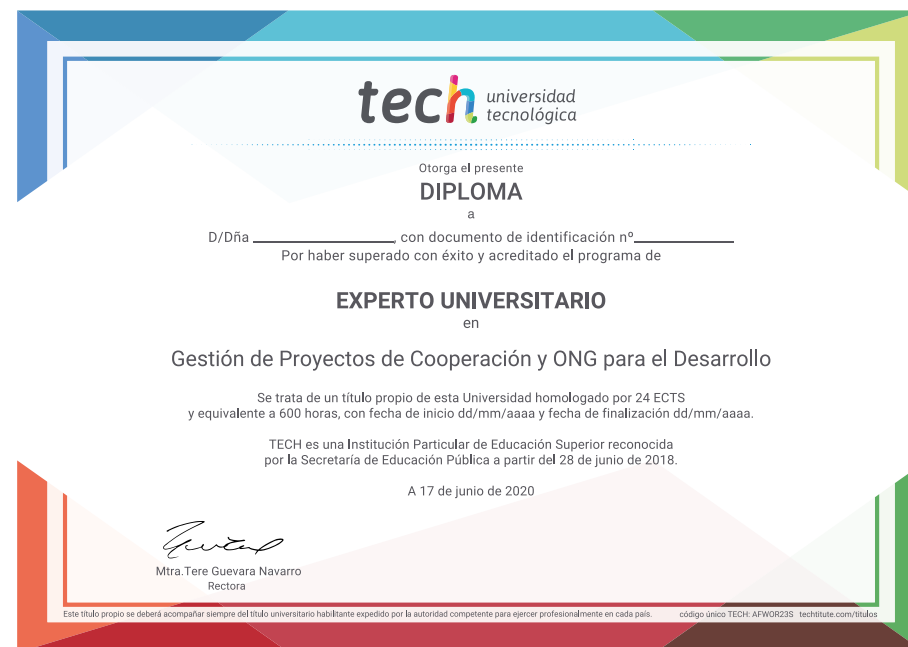 tech universidad
tecnológica
Otorga el presente
DIPLOMA
a
D/Dña ____________________, con documento de identificación nº______________
Por haber superado con éxito y acreditado el programa de
EXPERTO UNIVERSITARIO
en
Gestión de Proyectos de Cooperación y ONG para el Desarrollo
Se trata de un título propio de esta Universidad homologado por 24 ECTS
y equivalente a 600 horas, con fecha de inicio dd/mm/aaaa y fecha de finalización dd/mm/aaaa.
TECH es una Institución Particular de Educación Superior reconocida
por la Secretaría de Educación Pública a partir del 28 de junio de 2018.
A 17 de junio de 2020
Mtra.Tere Guevara Navarro
Rectora
Este título propio se deberá acompañar siempre del título universitario habilitante expedido por la autoridad competente para ejercer profesionalmente en cada país. código único TECH: AFWOR23S techtitute.com/titulos